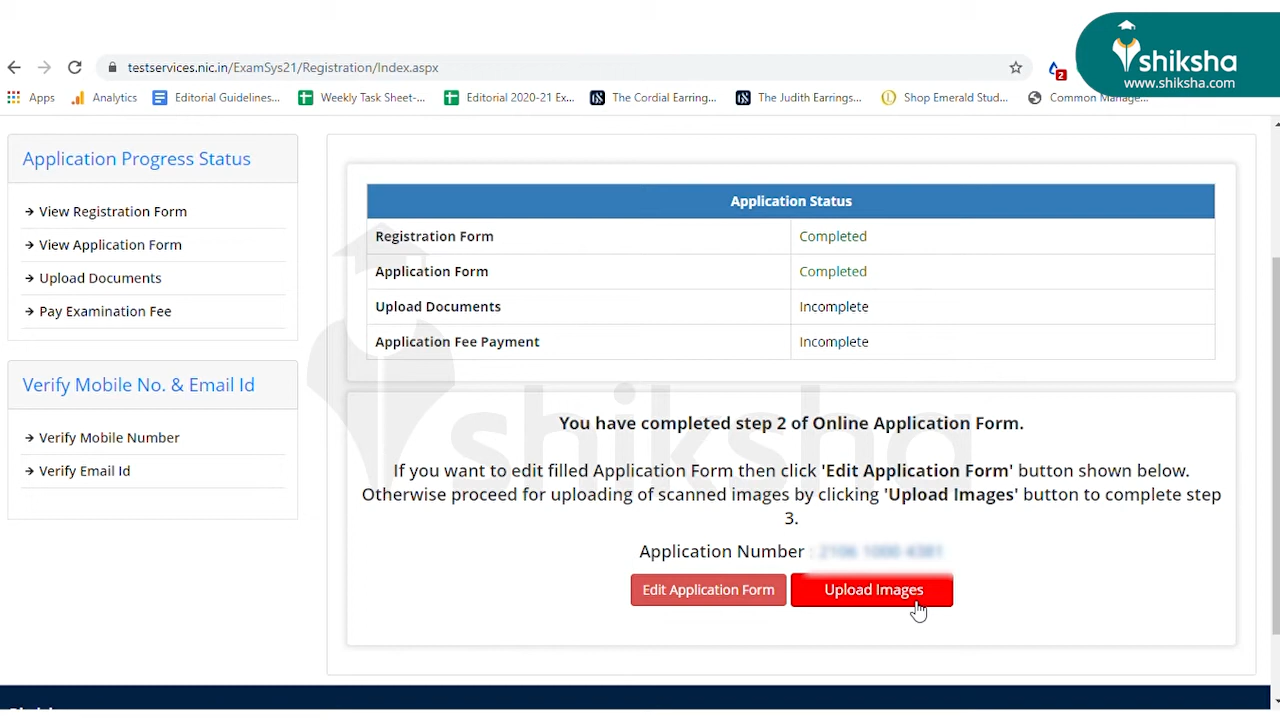 shiksha
www.shiksha.com
testservices.nic.in/ExamSys21/Registration/Index.aspx
2
Apps Analytics Editorial Guidelines... Weekly Task Sheet-... Editorial 2020-21 Ex... The Cordial Earring... The Judith Earrings... Shop Emerald Stud... Common Manage...
Application Progress Status
→ View Registration Form
→ View Application Form
→ Upload Documents
→ Pay Examination Fee
Verify Mobile No. & Email Id
→ Verify Mobile Number
→ Verify Email Id
Application Status
Registration Form Completed
Application Form Completed
Upload Documents Incomplete
Application Fee Payment Incomplete
shiksha
You have completed step 2 of Online Application Form.
If you want to edit filled Application Form then click 'Edit Application Form' button shown below.
Otherwise proceed for uploading of scanned images by clicking 'Upload Images' button to complete step
3.
Application Number :
Edit Application Form Upload Images